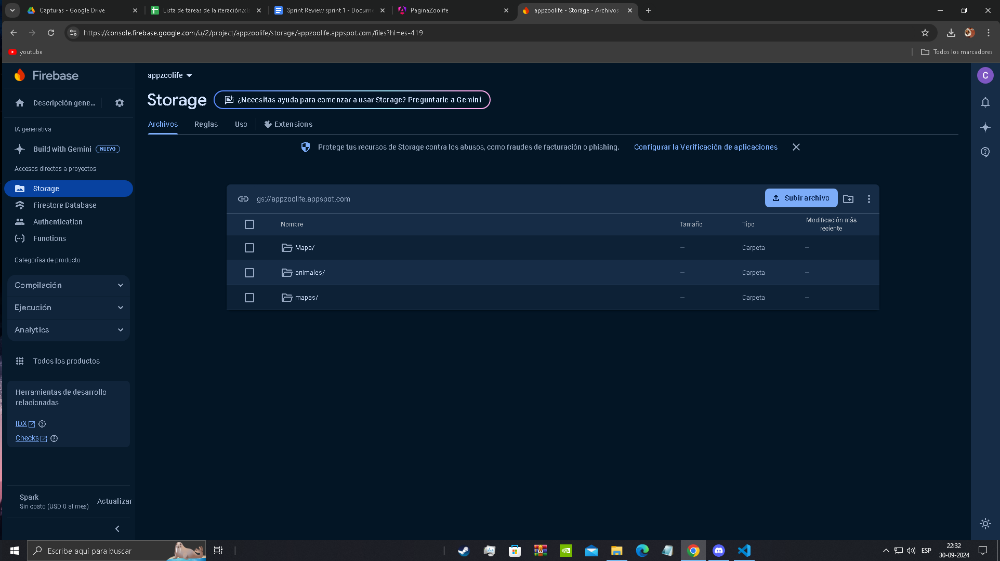 Capturas - Google Drive
Lista de tareas de la iteración.xls
Sprint Review sprint 1 - Docume
PaginaZoolife
appzoolife - Storage - Archivos
https://console.firebase.google.com/u/2/project/appzoolife/storage/appzoolife.appspot.com/files?hl=es-419
youtube
Todos los marcadores
Firebase
Descripción gene...
IA generativa
Build with Gemini NUEVO
Accesos directos a proyectos
Storage
Firestore Database
Authentication
Functions
Categorías de producto
Compilación
Ejecución
Analytics
Todos los productos
Herramientas de desarrollo
relacionadas
IDX
Checks
Spark
Sin costo (USD 0 al mes)
Actualizar
appzoolife
Storage
¿Necesitas ayuda para comenzar a usar Storage? Preguntarle a Gemini
Archivos Reglas Uso Extensions
Protege tus recursos de Storage contra los abusos, como fraudes de facturación o phishing. Configurar la Verificación de aplicaciones
gs://appzoolife.appspot.com
Subir archivo
Nombre Tamaño Tipo Modificación más
reciente
Mapa/ — Carpeta —
animales/ — Carpeta —
mapas/ — Carpeta —
C
Escribe aquí para buscar
ESP
22:32
30-09-2024